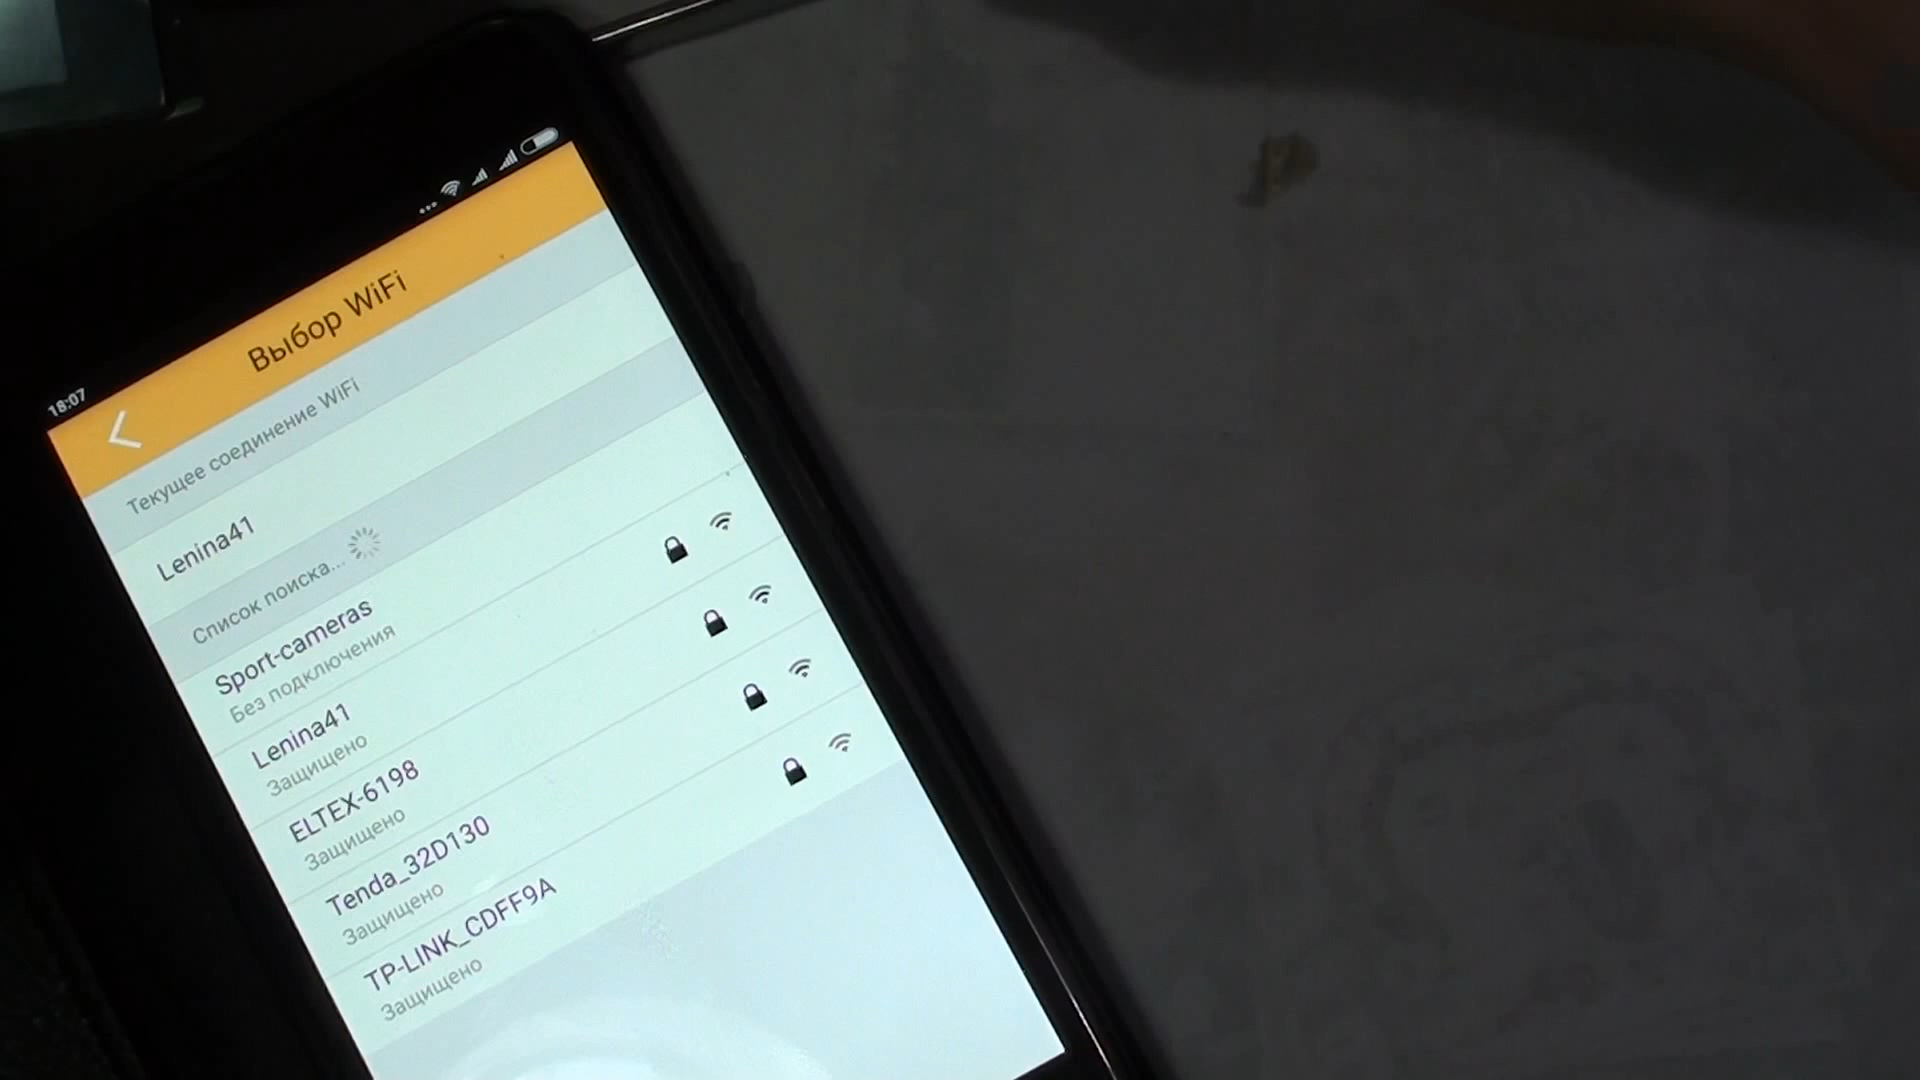 18:07
Выбор WiFi
Текущее соединение WiFi
Lenina41
Список поиска...
Sport-cameras
Без подключения
Lenina41
Защищено
ELTEX-6198
Защищено
Tenda_32D130
Защищено
TP-LINK_CDFF9A
Защищено